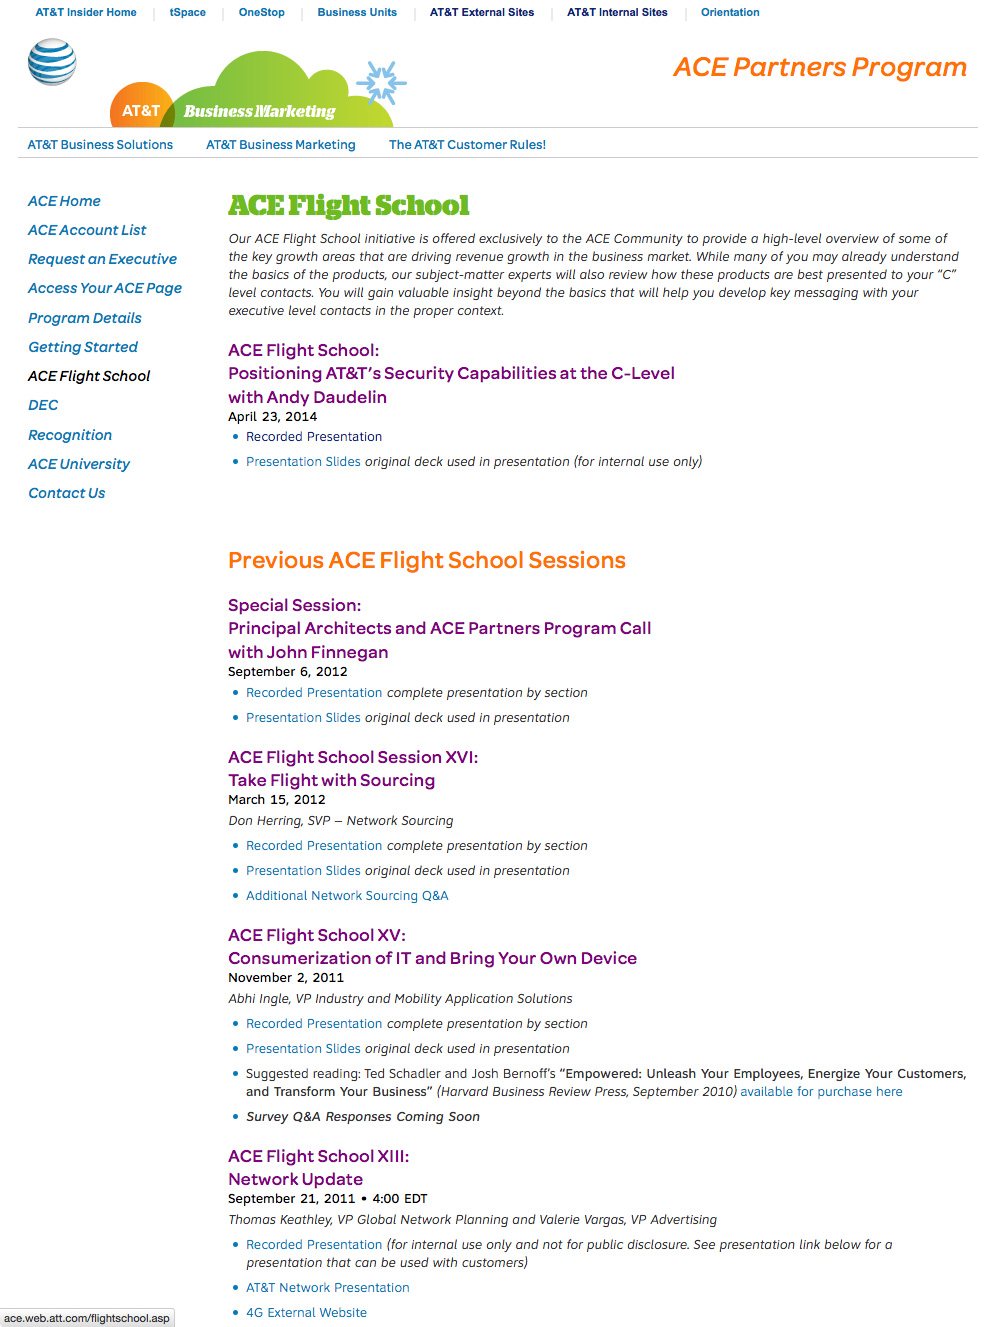 AT&T Insider Home tSpace OneStop Business Units AT&T External Sites AT&T Internal Sites Orientation
ACE Partners Program
AT&T Business Marketing
AT&T Business Solutions AT&T Business Marketing The AT&T Customer Rules!
ACE Home
ACE Account List
Request an Executive
Access Your ACE Page
Program Details
Getting Started
ACE Flight School
DEC
Recognition
ACE University
Contact Us
ACE Flight School
Our ACE Flight School initiative is offered exclusively to the ACE Community to provide a high-level overview of some of
the key growth areas that are driving revenue growth in the business market. While many of you may already understand
the basics of the products, our subject-matter experts will also review how these products are best presented to your “C”
level contacts. You will gain valuable insight beyond the basics that will help you develop key messaging with your
executive level contacts in the proper context.
ACE Flight School:
Positioning AT&T’s Security Capabilities at the C-Level
with Andy Daudelin
April 23, 2014
• Recorded Presentation
• Presentation Slides original deck used in presentation (for internal use only)
Previous ACE Flight School Sessions
Special Session:
Principal Architects and ACE Partners Program Call
with John Finnegan
September 6, 2012
• Recorded Presentation complete presentation by section
• Presentation Slides original deck used in presentation
ACE Flight School Session XVI:
Take Flight with Sourcing
March 15, 2012
Don Herring, SVP – Network Sourcing
• Recorded Presentation complete presentation by section
• Presentation Slides original deck used in presentation
• Additional Network Sourcing Q&A
ACE Flight School XV:
Consumerization of IT and Bring Your Own Device
November 2, 2011
Abhi Ingle, VP Industry and Mobility Application Solutions
• Recorded Presentation complete presentation by section
• Presentation Slides original deck used in presentation
• Suggested reading: Ted Schadler and Josh Bernoff’s “Empowered: Unleash Your Employees, Energize Your Customers,
and Transform Your Business” (Harvard Business Review Press, September 2010) available for purchase here
• Survey Q&A Responses Coming Soon
ACE Flight School XIII:
Network Update
September 21, 2011 • 4:00 EDT
Thomas Keathley, VP Global Network Planning and Valerie Vargas, VP Advertising
• Recorded Presentation (for internal use only and not for public disclosure. See presentation link below for a
presentation that can be used with customers)
• AT&T Network Presentation
• 4G External Website
ace.web.att.com/flightschool.asp